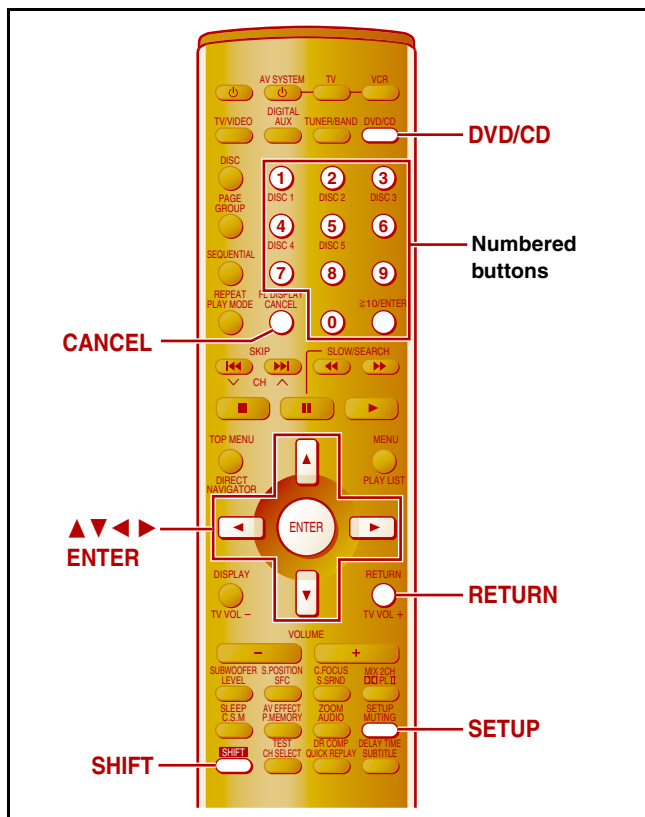 AV SYSTEM TV VCR
DIGITAL
TV/VIDEO AUX TUNER/BAND DVD/CD
DVD/CD
DISC
1 2 3
DISC 1 DISC 2 DISC 3
PAGE
GROUP
4 5 6
DISC 4 DISC 5
Numbered
buttons
SEQUENTIAL
7 8 9
REPEAT FL DISPLAY
PLAY MODE CANCEL ≧10/ENTER
0
CANCEL
SKIP SLOW/SEARCH
CH
TOP MENU MENU
DIRECT
NAVIGATOR PLAY LIST
ENTER
▲▼◀ ▶
ENTER
DISPLAY RETURN
TV VOL − TV VOL +
RETURN
VOLUME
− +
SUBWOOFER S.POSITION C.FOCUS MIX 2CH
LEVEL SFC S.SRND PL II
SLEEP AV EFFECT ZOOM SETUP
C.S.M P.MEMORY AUDIO MUTING
SETUP
SHIFT TEST DR COMP DELAY TIME
CH SELECT QUICK REPLAY SUBTITLE
SHIFT